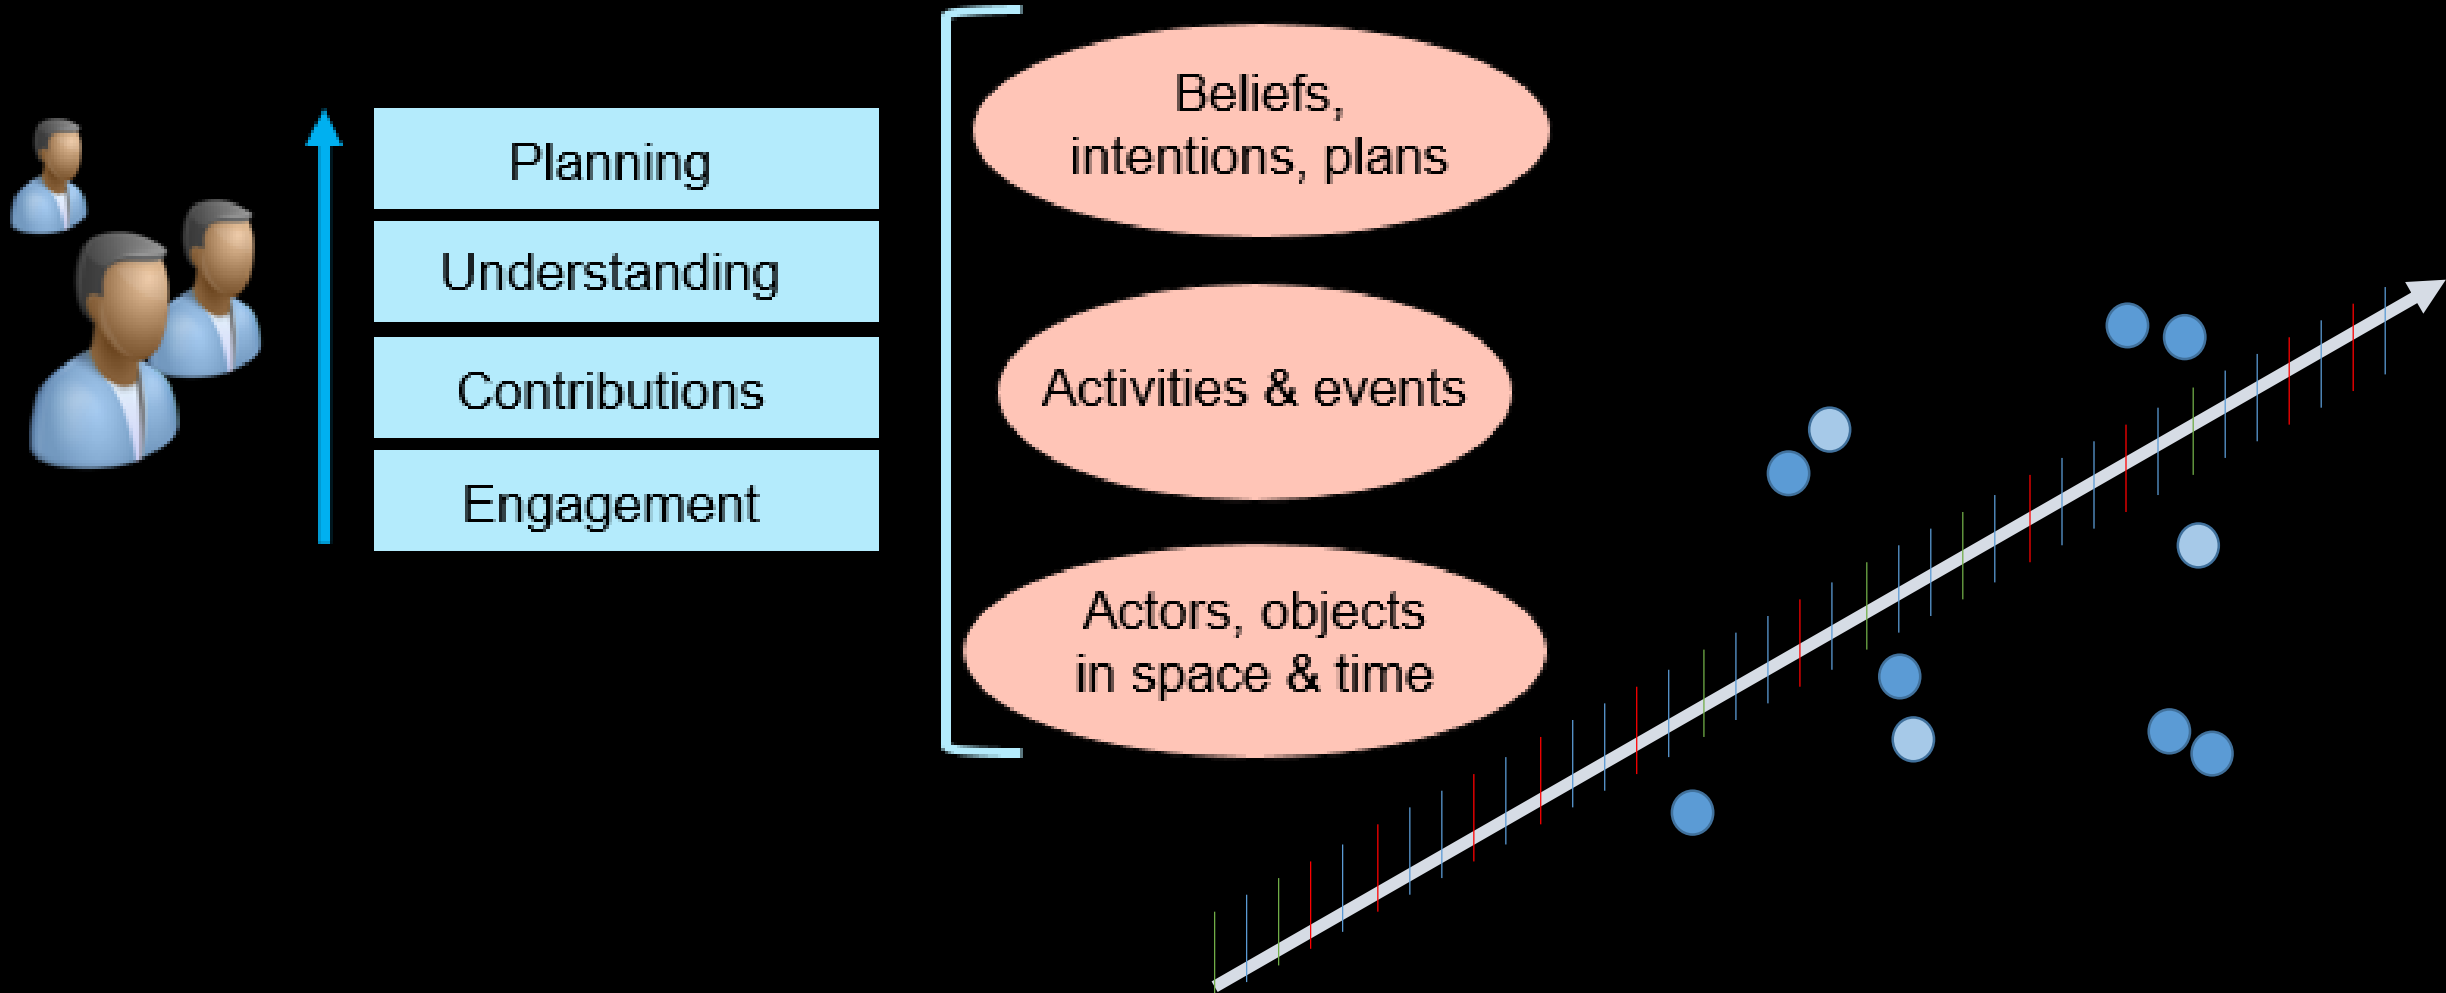 Planning
Understanding
Contributions
Engagement
Beliefs,
intentions, plans
Activities & events
Actors, objects
in space & time